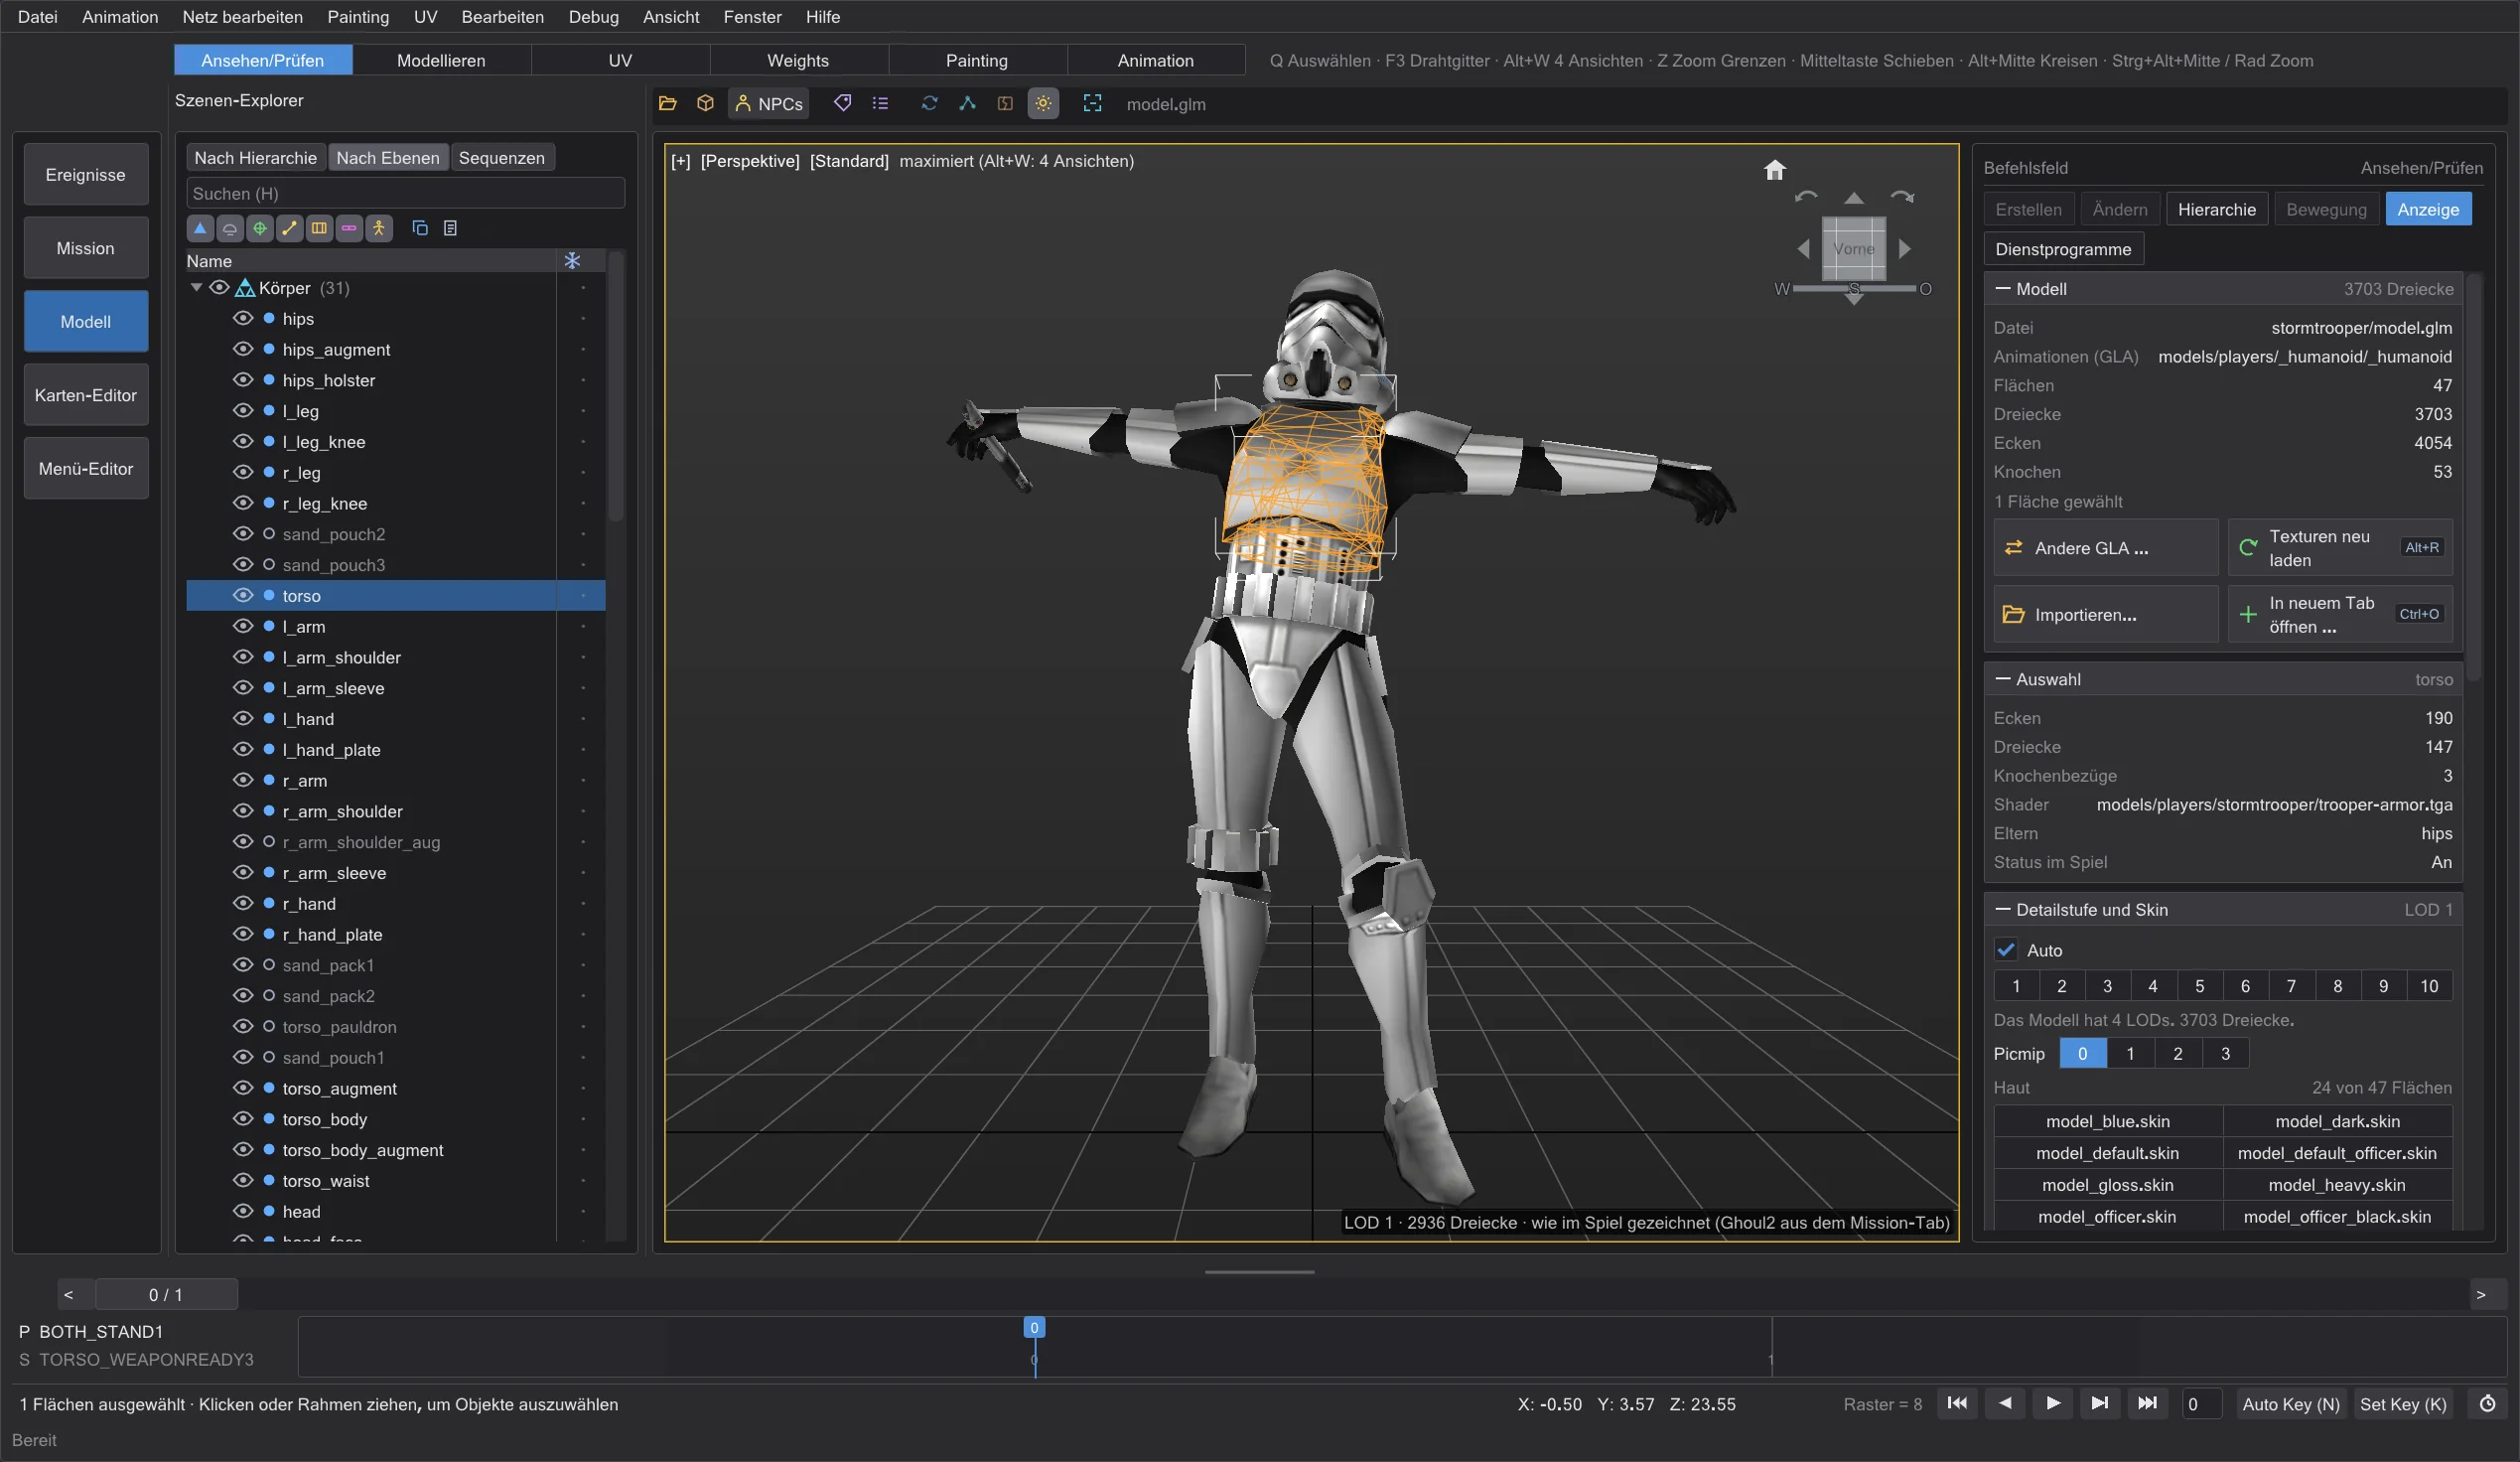 Datei Animation Netz bearbeiten Painting UV Bearbeiten Debug Ansicht Fenster Hilfe
Ansehen/Prüfen Modellieren UV Weights Painting Animation Q Auswählen · F3 Drahtgitter · Alt+W 4 Ansichten · Z Zoom Grenzen · Mitteltaste Schieben · Alt+Mitte Kreisen · Strg+Alt+Mitte / Rad Zoom
Szenen-Explorer
NPCs model.glm
Ereignisse
Mission
Modell
Karten-Editor
Menü-Editor
Nach Hierarchie Nach Ebenen Sequenzen
Suchen (H)
Name
Körper (31)
hips
hips_augment
hips_holster
l_leg
l_leg_knee
r_leg
r_leg_knee
sand_pouch2
sand_pouch3
torso
l_arm
l_arm_shoulder
l_arm_sleeve
l_hand
l_hand_plate
r_arm
r_arm_shoulder
r_arm_shoulder_aug
r_arm_sleeve
r_hand
r_hand_plate
sand_pack1
sand_pack2
torso_pauldron
sand_pouch1
torso_augment
torso_body
torso_body_augment
torso_waist
head
[+] [Perspektive] [Standard] maximiert (Alt+W: 4 Ansichten)
Vorne
W S O
LOD 1 · 2936 Dreiecke · wie im Spiel gezeichnet (Ghoul2 aus dem Mission-Tab)
Befehlsfeld Ansehen/Prüfen
Erstellen Ändern Hierarchie Bewegung Anzeige
Dienstprogramme
Modell 3703 Dreiecke
Datei stormtrooper/model.glm
Animationen (GLA) models/players/_humanoid/_humanoid
Flächen 47
Dreiecke 3703
Ecken 4054
Knochen 53
1 Fläche gewählt
Andere GLA ...
Texturen neu laden Alt+R
Importieren...
In neuem Tab öffnen ... Ctrl+O
Auswahl torso
Ecken 190
Dreiecke 147
Knochenbezüge 3
Shader models/players/stormtrooper/trooper-armor.tga
Eltern hips
Status im Spiel An
Detailstufe und Skin LOD 1
Auto
1 2 3 4 5 6 7 8 9 10
Das Modell hat 4 LODs. 3703 Dreiecke.
Picmip 0 1 2 3
Haut 24 von 47 Flächen
model_blue.skin model_dark.skin
model_default.skin model_default_officer.skin
model_gloss.skin model_heavy.skin
model_officer.skin model_officer_black.skin
< 0 / 1 >
P BOTH_STAND1
S TORSO_WEAPONREADY3
0
0 1
1 Flächen ausgewählt · Klicken oder Rahmen ziehen, um Objekte auszuwählen
X: -0.50 Y: 3.57 Z: 23.55
Raster = 8
0 Auto Key (N) Set Key (K)
Bereit